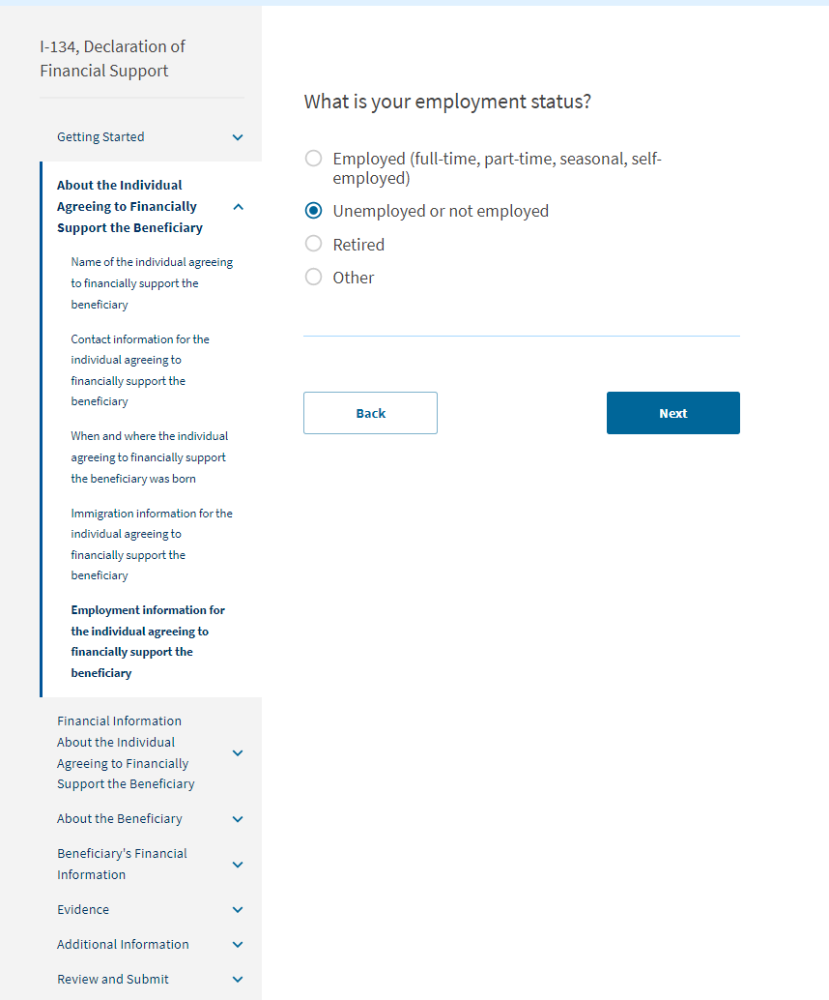 I-134, Declaration of
Financial Support
Getting Started
About the Individual
Agreeing to Financially
Support the Beneficiary
Name of the individual agreeing
to financially support the
beneficiary
Contact information for the
individual agreeing to
financially support the
beneficiary
When and where the individual
agreeing to financially support
the beneficiary was born
Immigration information for the
individual agreeing to
financially support the
beneficiary
Employment information for
the individual agreeing to
financially support the
beneficiary
Financial Information
About the Individual
Agreeing to Financially
Support the Beneficiary
About the Beneficiary
Beneficiary's Financial
Information
Evidence
Additional Information
Review and Submit
What is your employment status?
Employed (full-time, part-time, seasonal, self-
employed)
Unemployed or not employed
Retired
Other
Back
Next